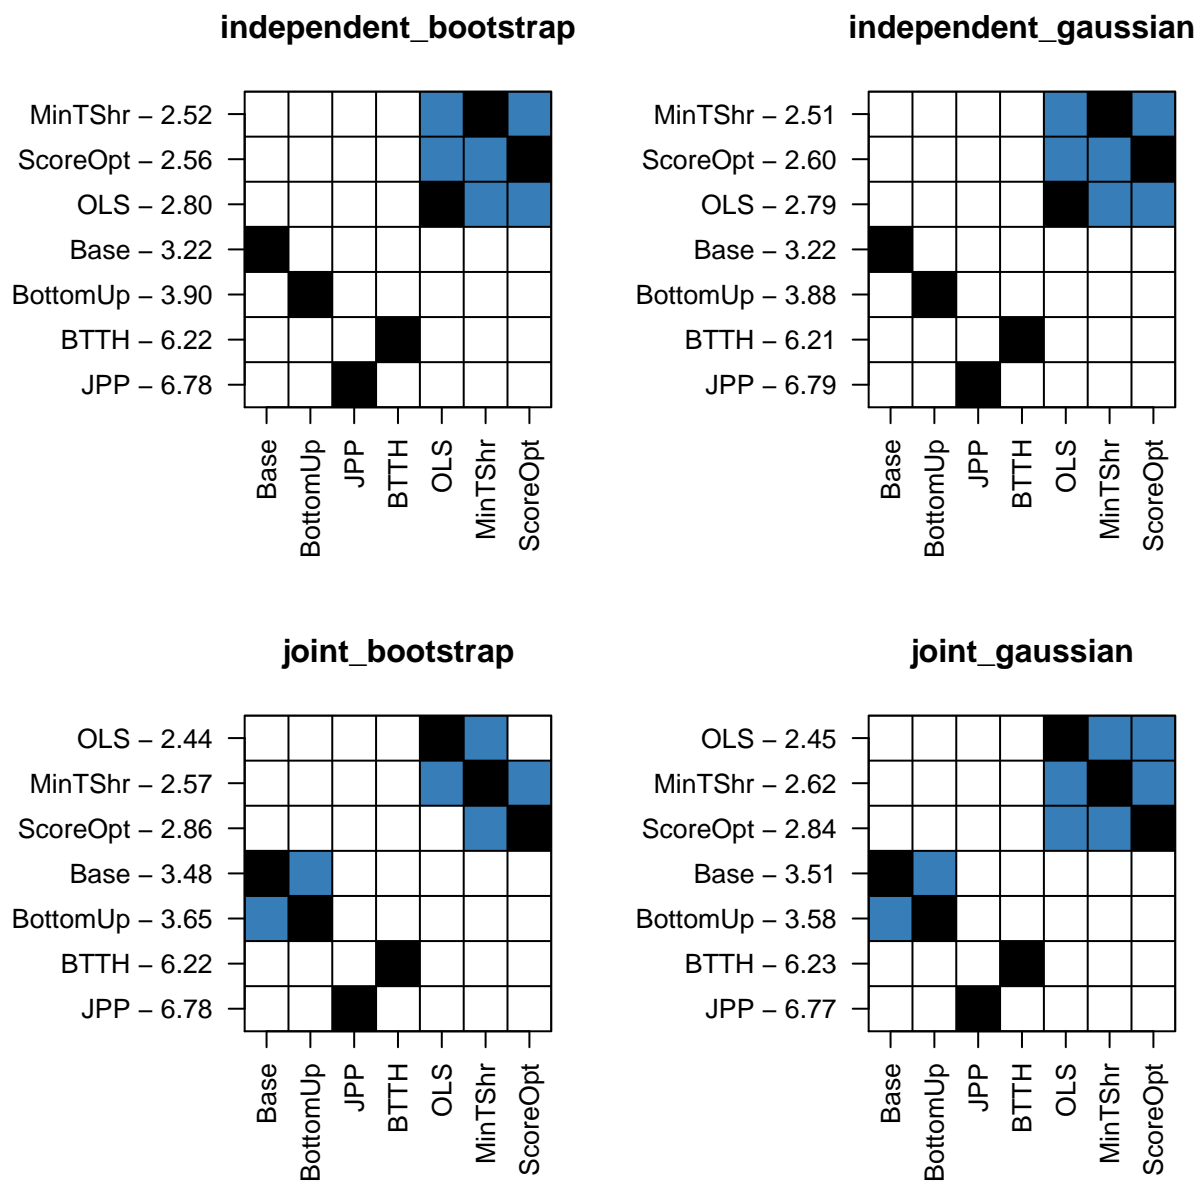 independent_bootstrap
MinTShr – 2.52
ScoreOpt – 2.56
OLS – 2.80
Base – 3.22
BottomUp – 3.90
BTTH – 6.22
JPP – 6.78
Base
BottomUp
JPP
BTTH
OLS
MinTShr
ScoreOpt
independent_gaussian
MinTShr – 2.51
ScoreOpt – 2.60
OLS – 2.79
Base – 3.22
BottomUp – 3.88
BTTH – 6.21
JPP – 6.79
Base
BottomUp
JPP
BTTH
OLS
MinTShr
ScoreOpt
joint_bootstrap
OLS – 2.44
MinTShr – 2.57
ScoreOpt – 2.86
Base – 3.48
BottomUp – 3.65
BTTH – 6.22
JPP – 6.78
Base
BottomUp
JPP
BTTH
OLS
MinTShr
ScoreOpt
joint_gaussian
OLS – 2.45
MinTShr – 2.62
ScoreOpt – 2.84
Base – 3.51
BottomUp – 3.58
BTTH – 6.23
JPP – 6.77
Base
BottomUp
JPP
BTTH
OLS
MinTShr
ScoreOpt